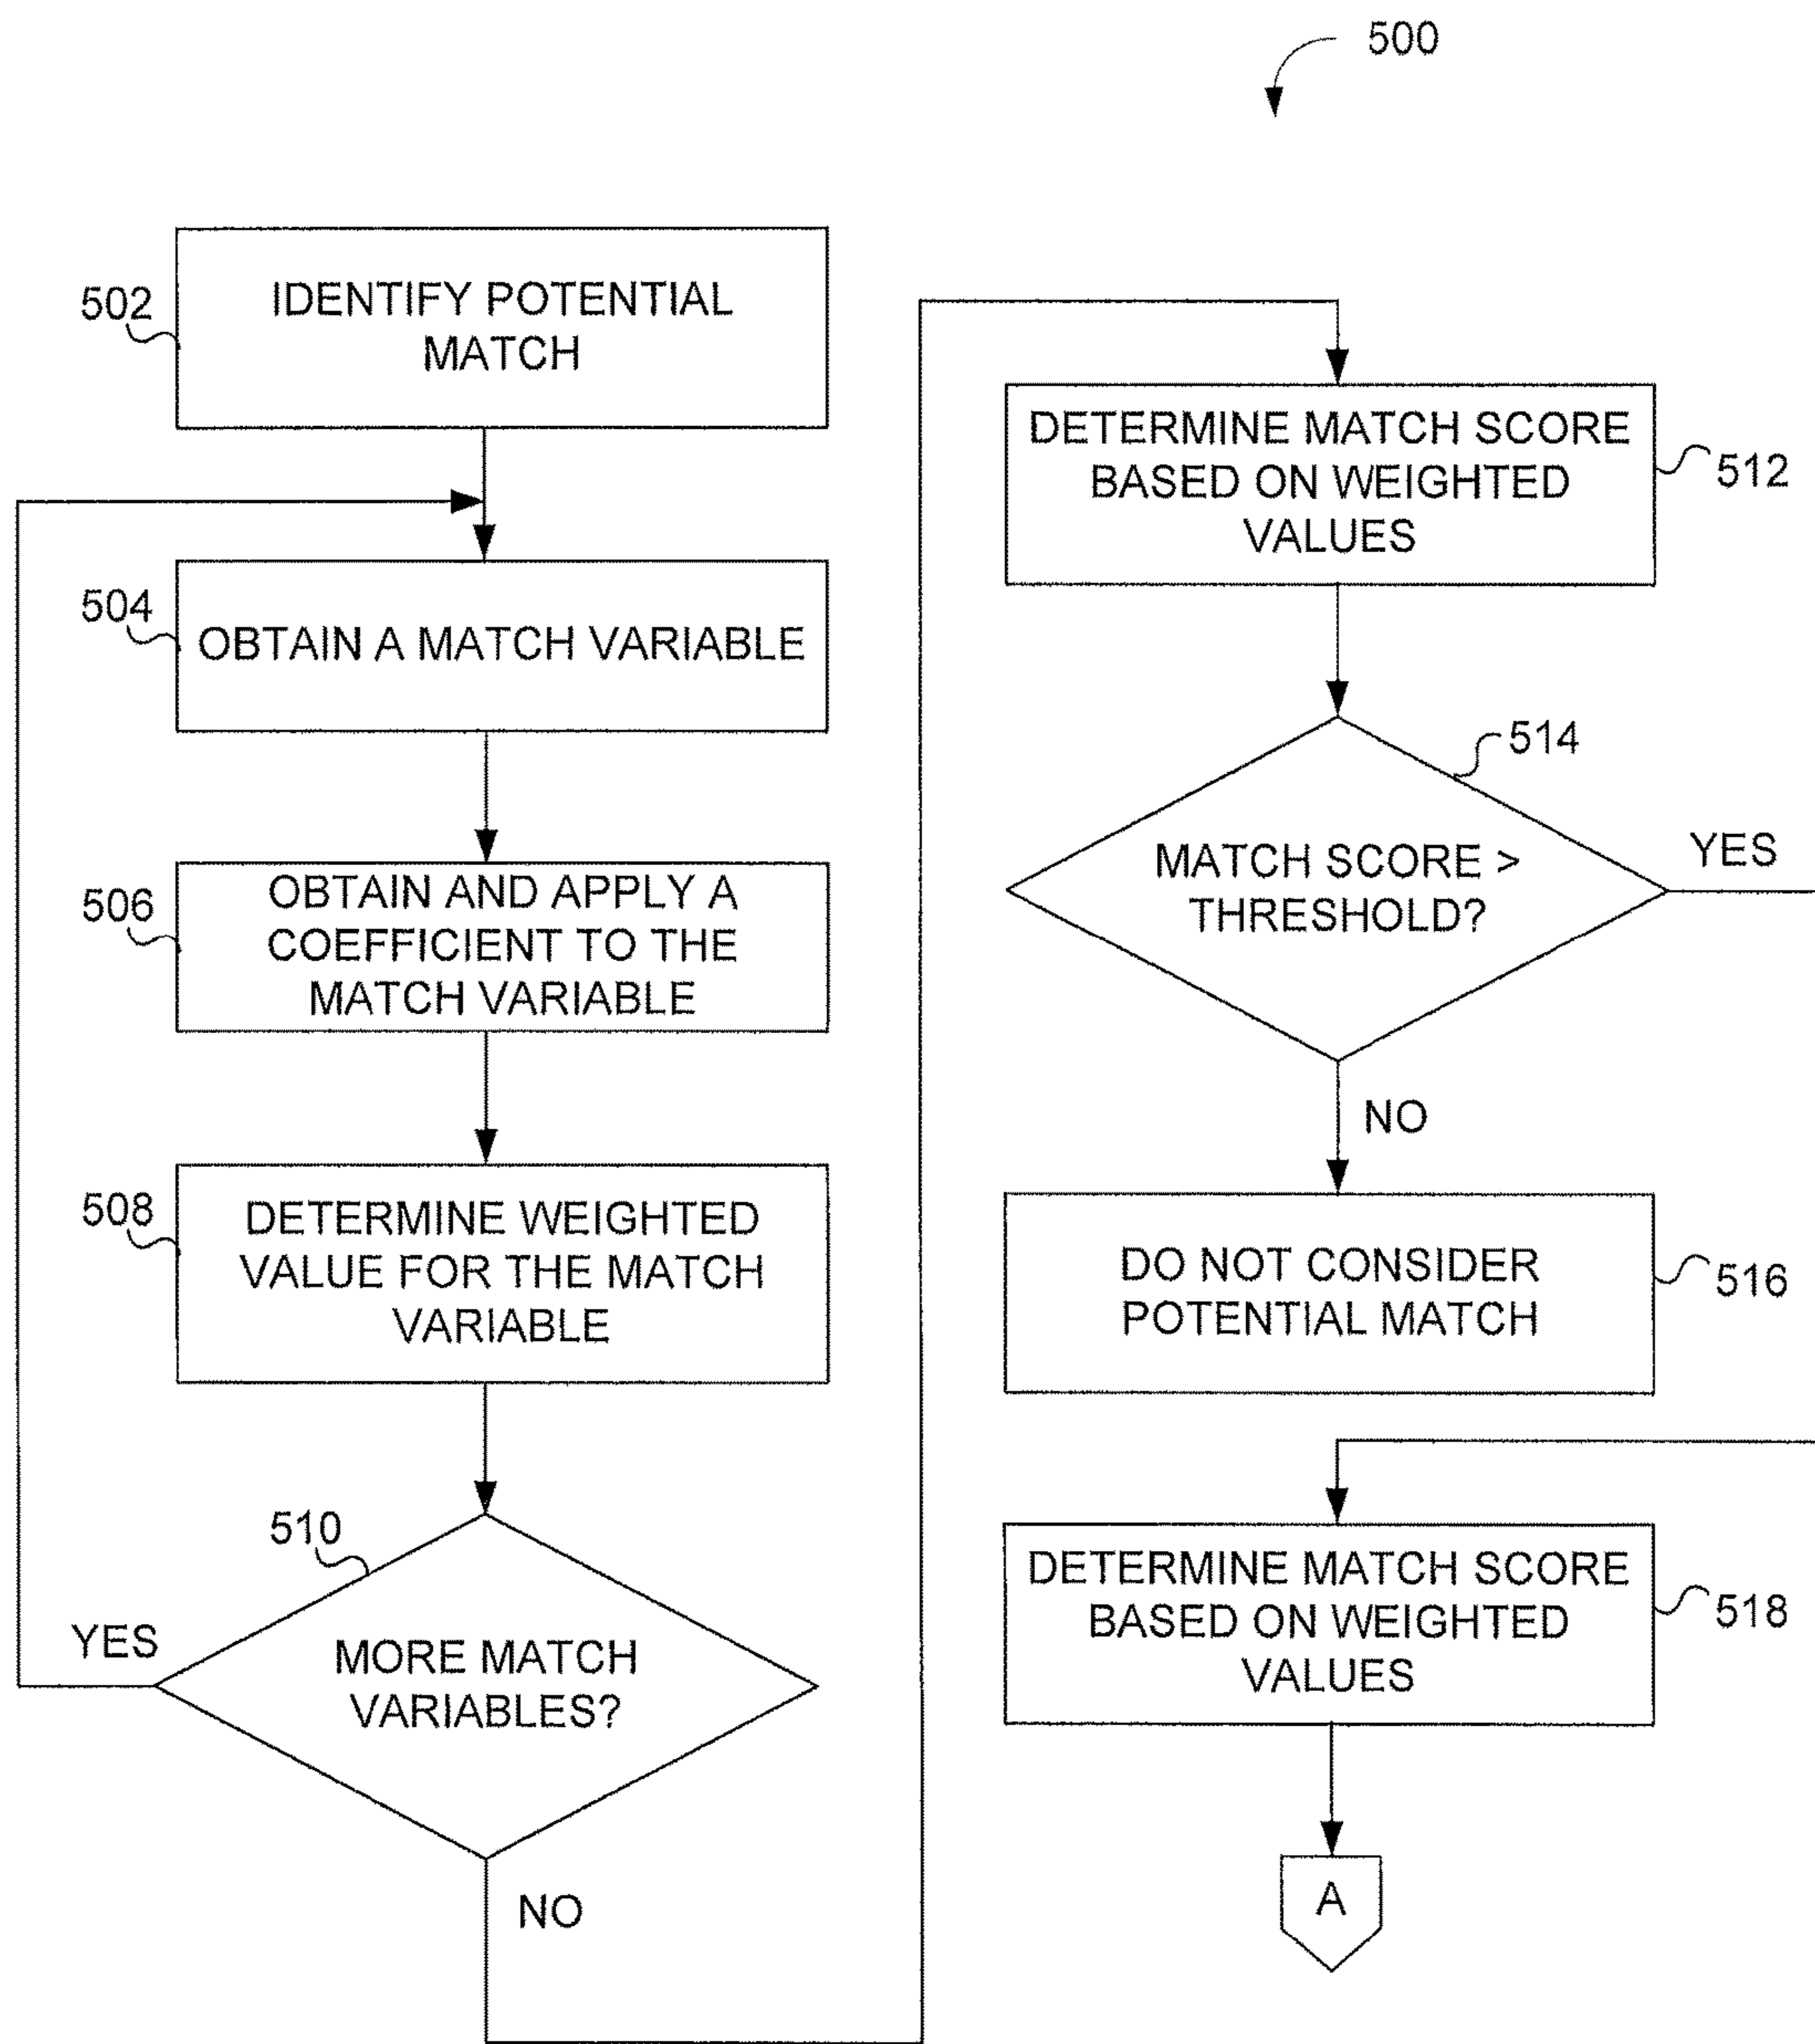 500
502
IDENTIFY POTENTIAL
MATCH
504
OBTAIN A MATCH VARIABLE
506
OBTAIN AND APPLY A
COEFFICIENT TO THE
MATCH VARIABLE
508
DETERMINE WEIGHTED
VALUE FOR THE MATCH
VARIABLE
510
YES
MORE MATCH
VARIABLES?
NO
DETERMINE MATCH SCORE
BASED ON WEIGHTED
VALUES
512
514
MATCH SCORE >
THRESHOLD?
YES
NO
DO NOT CONSIDER
POTENTIAL MATCH
516
DETERMINE MATCH SCORE
BASED ON WEIGHTED
VALUES
518
A